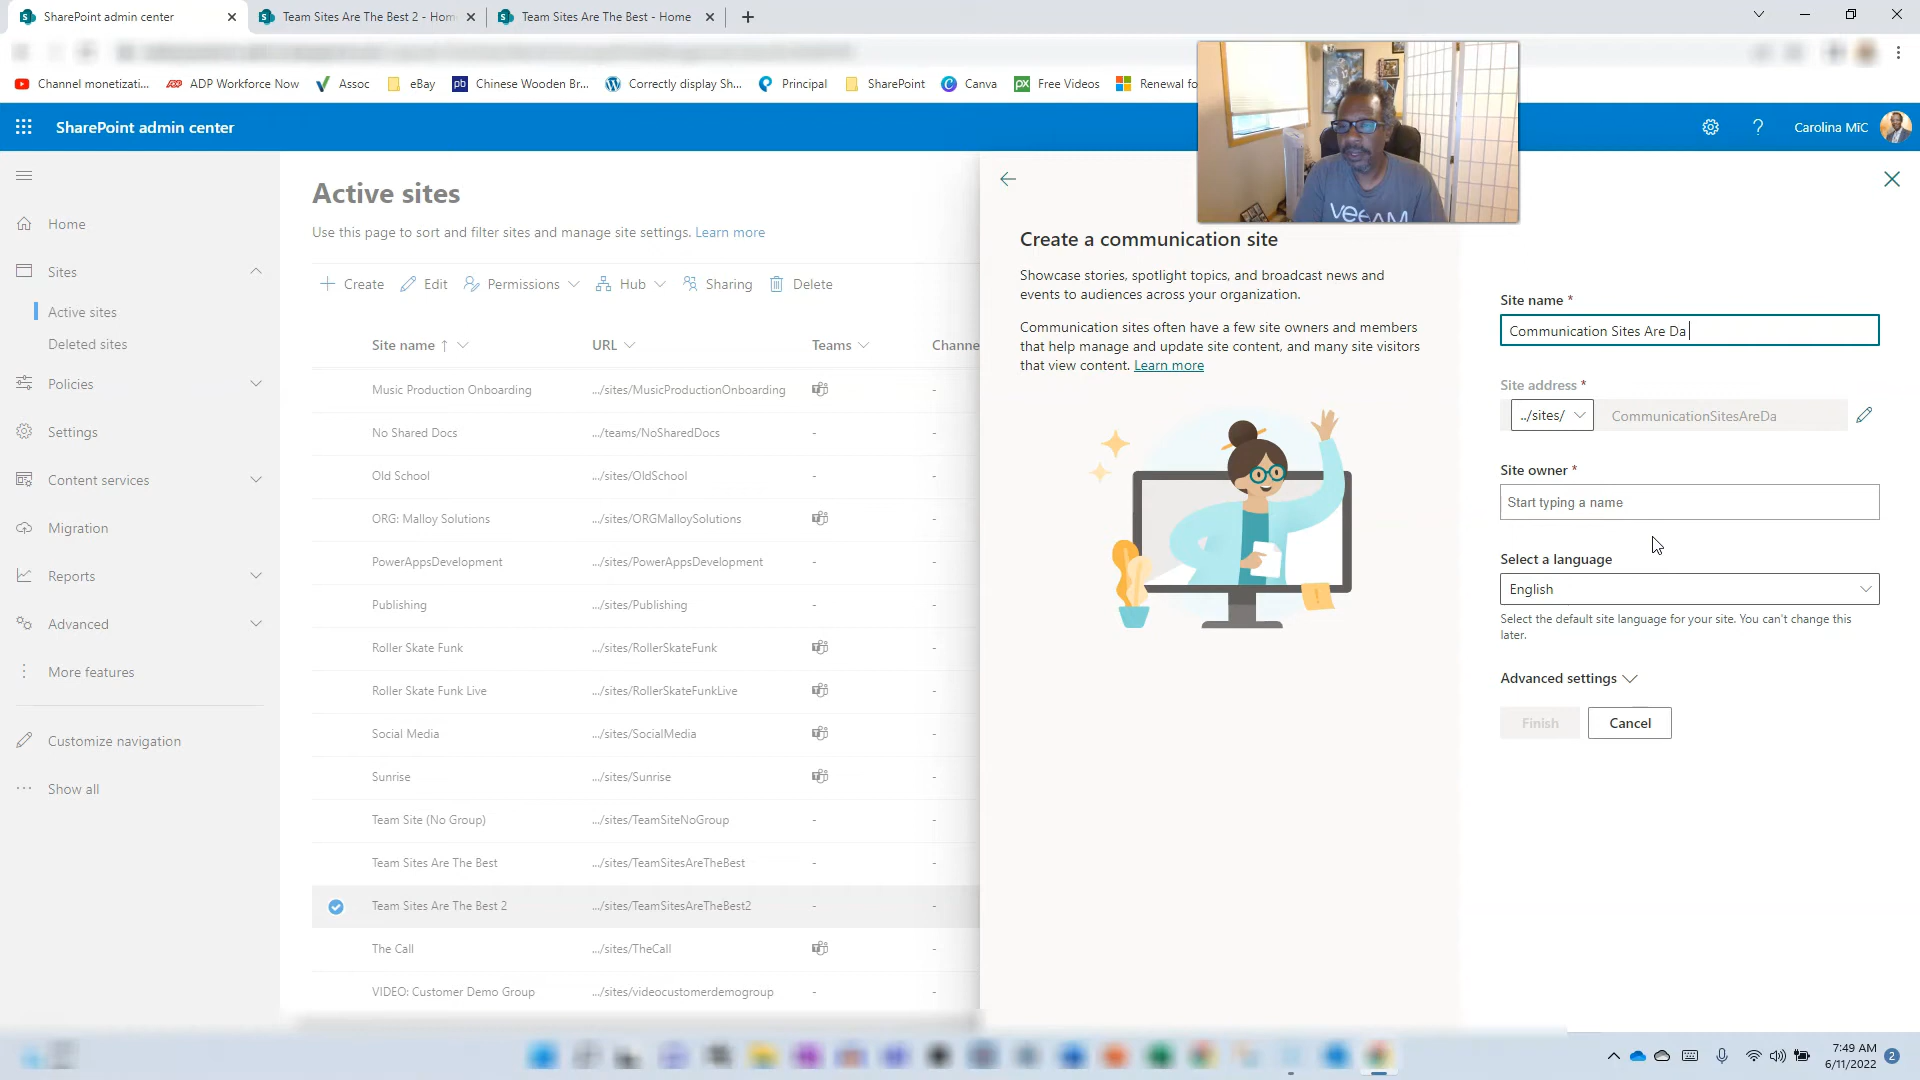 SharePoint admin center
Team Sites Are The Best 2 - Hom
Team Sites Are The Best - Home
Channel monetizati...
ADP Workforce Now
Assoc
eBay
pb
Chinese Wooden Br...
Correctly display Sh...
Principal
SharePoint
Canva
px
Free Videos
Renewal fo
SharePoint admin center
Carolina MiC
VEEAM
Home
Sites
Active sites
Deleted sites
Policies
Settings
Content services
Migration
Reports
Advanced
More features
Customize navigation
Show all
Active sites
Use this page to sort and filter sites and manage site settings. Learn more
Create
Edit
Permissions
Hub
Sharing
Delete
Site name ↑ URL Teams Channe
Music Production Onboarding .../sites/MusicProductionOnboarding -
No Shared Docs .../teams/NoSharedDocs - -
Old School .../sites/OldSchool - -
ORG: Malloy Solutions .../sites/ORGMalloySolutions -
PowerAppsDevelopment .../sites/PowerAppsDevelopment - -
Publishing .../sites/Publishing - -
Roller Skate Funk .../sites/RollerSkateFunk -
Roller Skate Funk Live .../sites/RollerSkateFunkLive -
Social Media .../sites/SocialMedia -
Sunrise .../sites/Sunrise -
Team Site (No Group) .../sites/TeamSiteNoGroup - -
Team Sites Are The Best .../sites/TeamSitesAreTheBest - -
Team Sites Are The Best 2 .../sites/TeamSitesAreTheBest2 - -
The Call .../sites/TheCall -
VIDEO: Customer Demo Group .../sites/videocustomerdemogroup - -
Create a communication site
Showcase stories, spotlight topics, and broadcast news and
events to audiences across your organization.
Communication sites often have a few site owners and members
that help manage and update site content, and many site visitors
that view content. Learn more
Site name *
Communication Sites Are Da
Site address *
../sites/ CommunicationSitesAreDa
Site owner *
Start typing a name
Select a language
English
Select the default site language for your site. You can't change this
later.
Advanced settings
Finish
Cancel
7:49 AM
6/11/2022
2